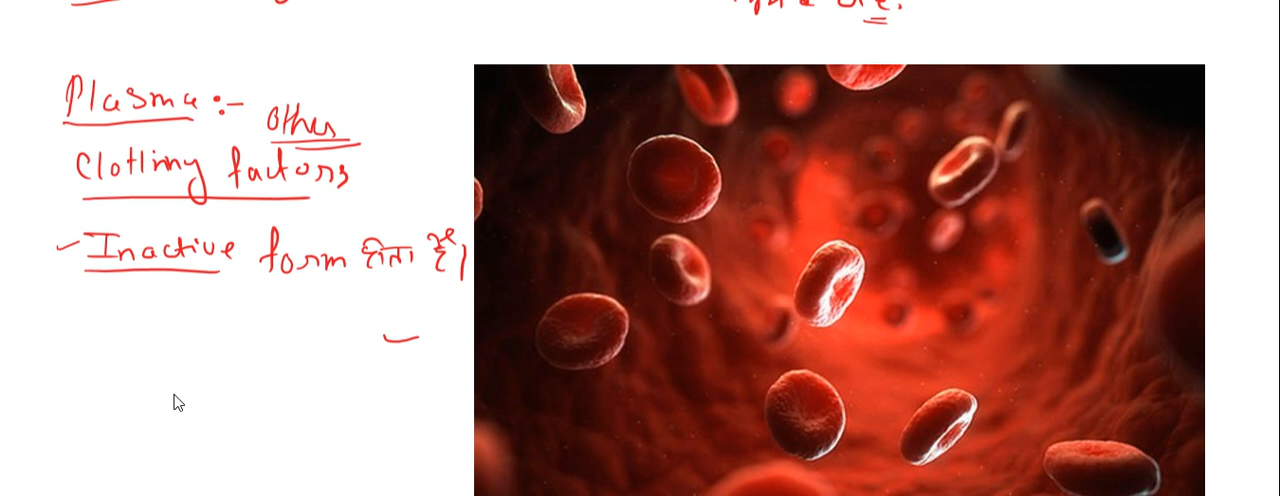 Plasma :-
Other
Clotting factors
Inactive form होता है।